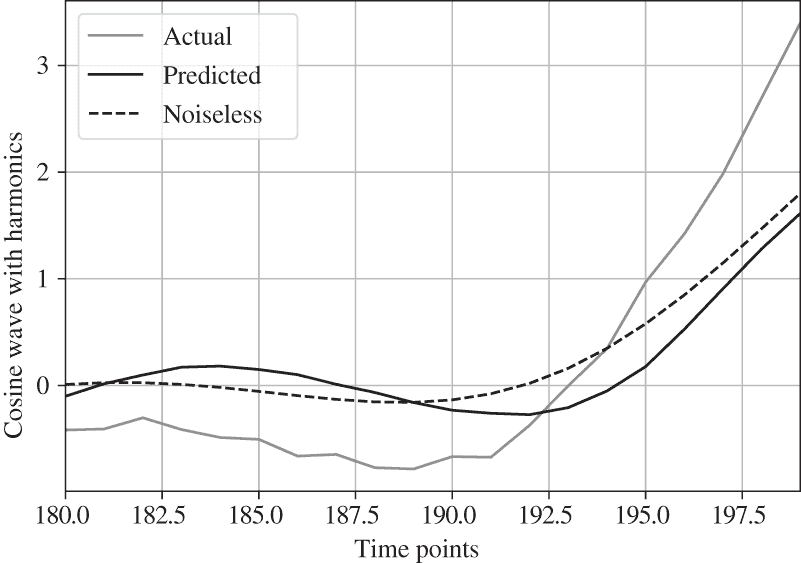 Actual
Predicted
Noiseless
Cosine wave with harmonics
3
2
1
0
180.0 182.5 185.0 187.5 190.0 192.5 195.0 197.5
Time points